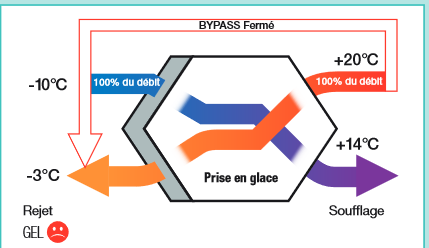 BYPASS Fermé
+20°C
-10°C
100% du débit
100% du débit
+14°C
-3°C
Prise en glace
Rejet
Soufflage
GEL